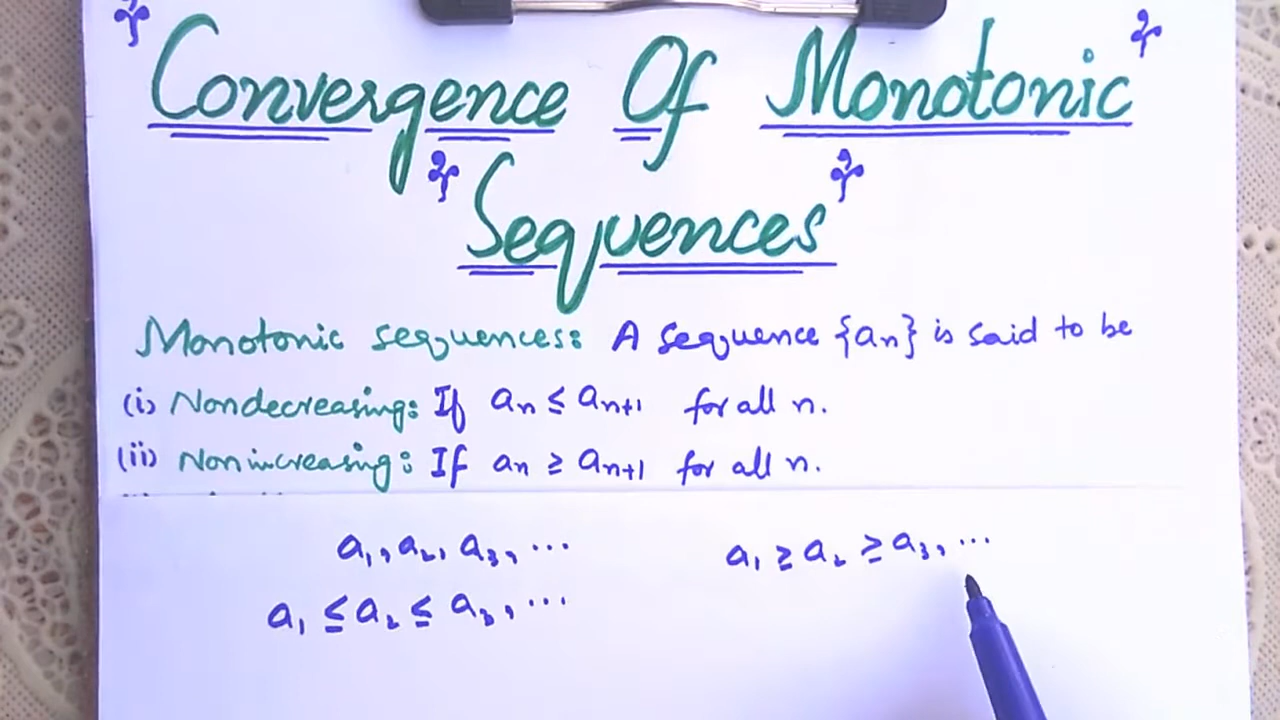 Convergence Of Monotonic
Sequences
Monotonic sequences: A sequence {aₙ} is said to be
(i) Nondecreasing: If aₙ ≤ aₙ₊₁ for all n.
(ii) Nonincreasing: If aₙ ≥ aₙ₊₁ for all n.
a₁, a₂, a₃, ...
a₁ ≥ a₂ ≥ a₃, ...
a₁ ≤ a₂ ≤ a₃, ...